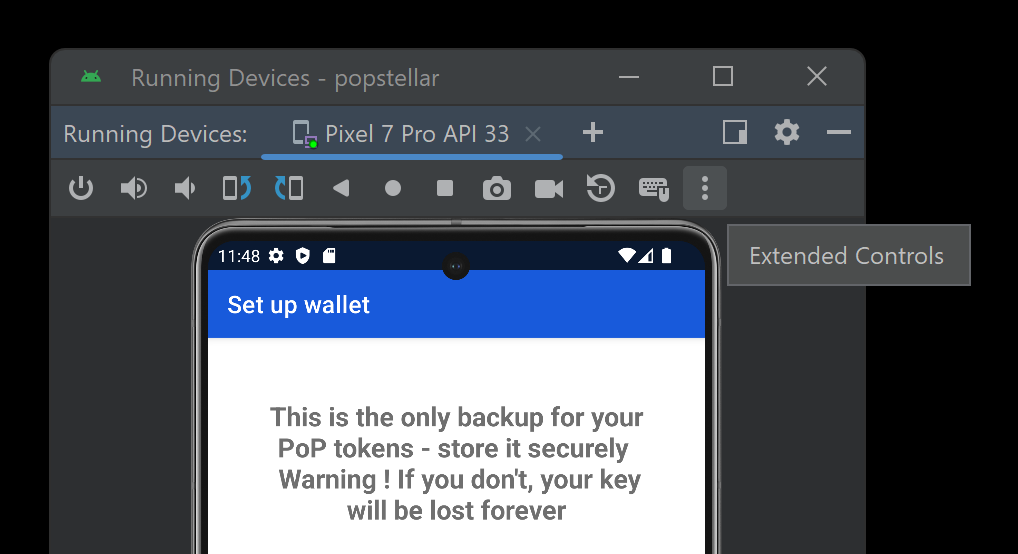 Running Devices - popstellar
Running Devices:
Pixel 7 Pro API 33
Extended Controls
11:48
Set up wallet
This is the only backup for your
PoP tokens - store it securely
Warning ! If you don't, your key
will be lost forever